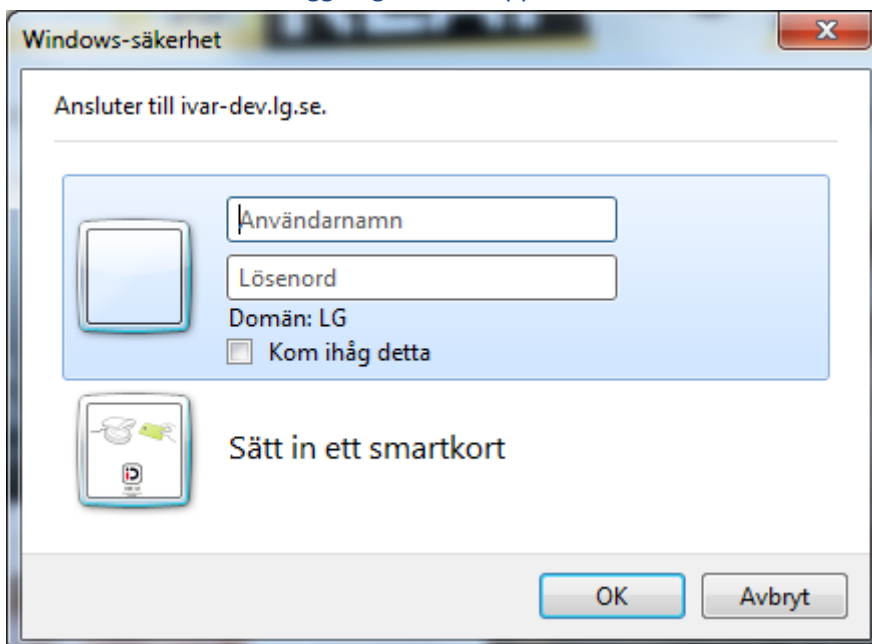 Windows-säkerhet
Ansluter till ivar-dev.lg.se.
Användarnamn
Lösenord
Domän: LG
Kom ihåg detta
Sätt in ett smartkort
OK
Avbryt